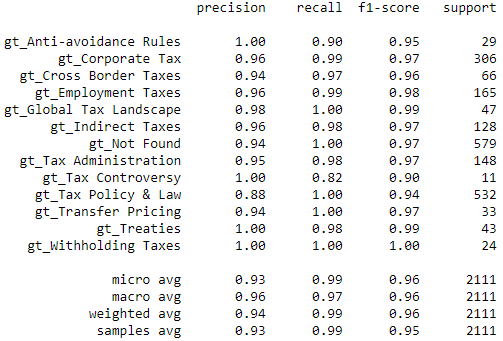 precision recall f1-score support
gt_Anti-avoidance Rules 1.00 0.90 0.95 29
gt_Corporate Tax 0.96 0.99 0.97 306
gt_Cross Border Taxes 0.94 0.97 0.96 66
gt_Employment Taxes 0.96 0.99 0.98 165
gt_Global Tax Landscape 0.98 1.00 0.99 47
gt_Indirect Taxes 0.96 0.98 0.97 128
gt_Not Found 0.94 1.00 0.97 579
gt_Tax Administration 0.95 0.98 0.97 148
gt_Tax Controversy 1.00 0.82 0.90 11
gt_Tax Policy & Law 0.88 1.00 0.94 532
gt_Transfer Pricing 0.94 1.00 0.97 33
gt_Treaties 1.00 0.98 0.99 43
gt_Withholding Taxes 1.00 1.00 1.00 24
micro avg 0.93 0.99 0.96 2111
macro avg 0.96 0.97 0.96 2111
weighted avg 0.94 0.99 0.96 2111
samples avg 0.93 0.99 0.95 2111